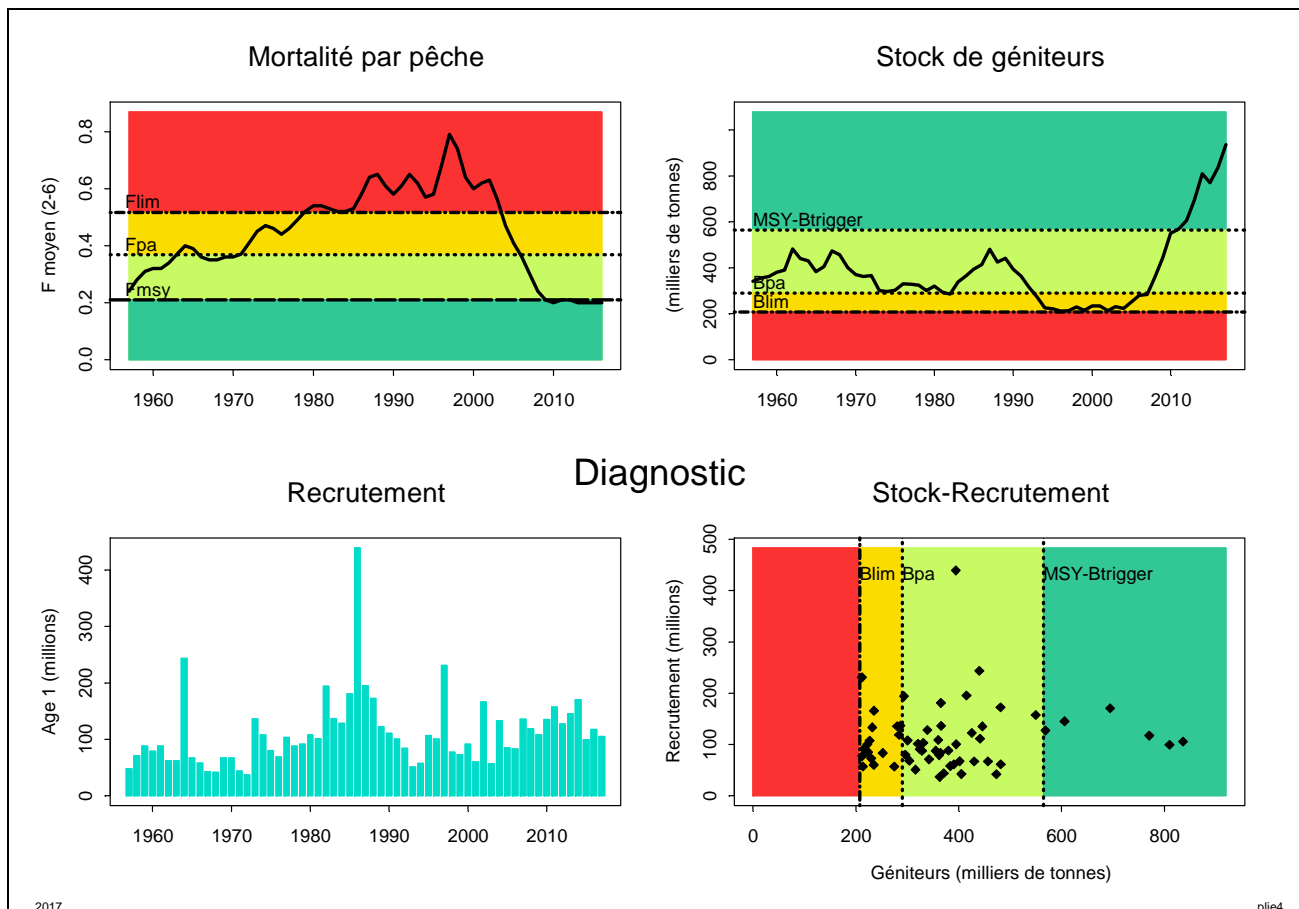 Mortalité par pêche
F moyen (2-6)
0.0 0.2 0.4 0.6 0.8
Flim
Fpa
Fmsy
1960 1970 1980 1990 2000 2010
Stock de géniteurs
(milliers de tonnes)
0 200 400 600 800
MSY-Btrigger
Bpa
Blim
1960 1970 1980 1990 2000 2010
Diagnostic
Recrutement
Age 1 (millions)
0 100 200 300 400
1960 1970 1980 1990 2000 2010
Stock-Recrutement
Recrutement (millions)
0 100 200 300 400 500
Blim Bpa MSY-Btrigger
0 200 400 600 800
Géniteurs (milliers de tonnes)
2017
plie4